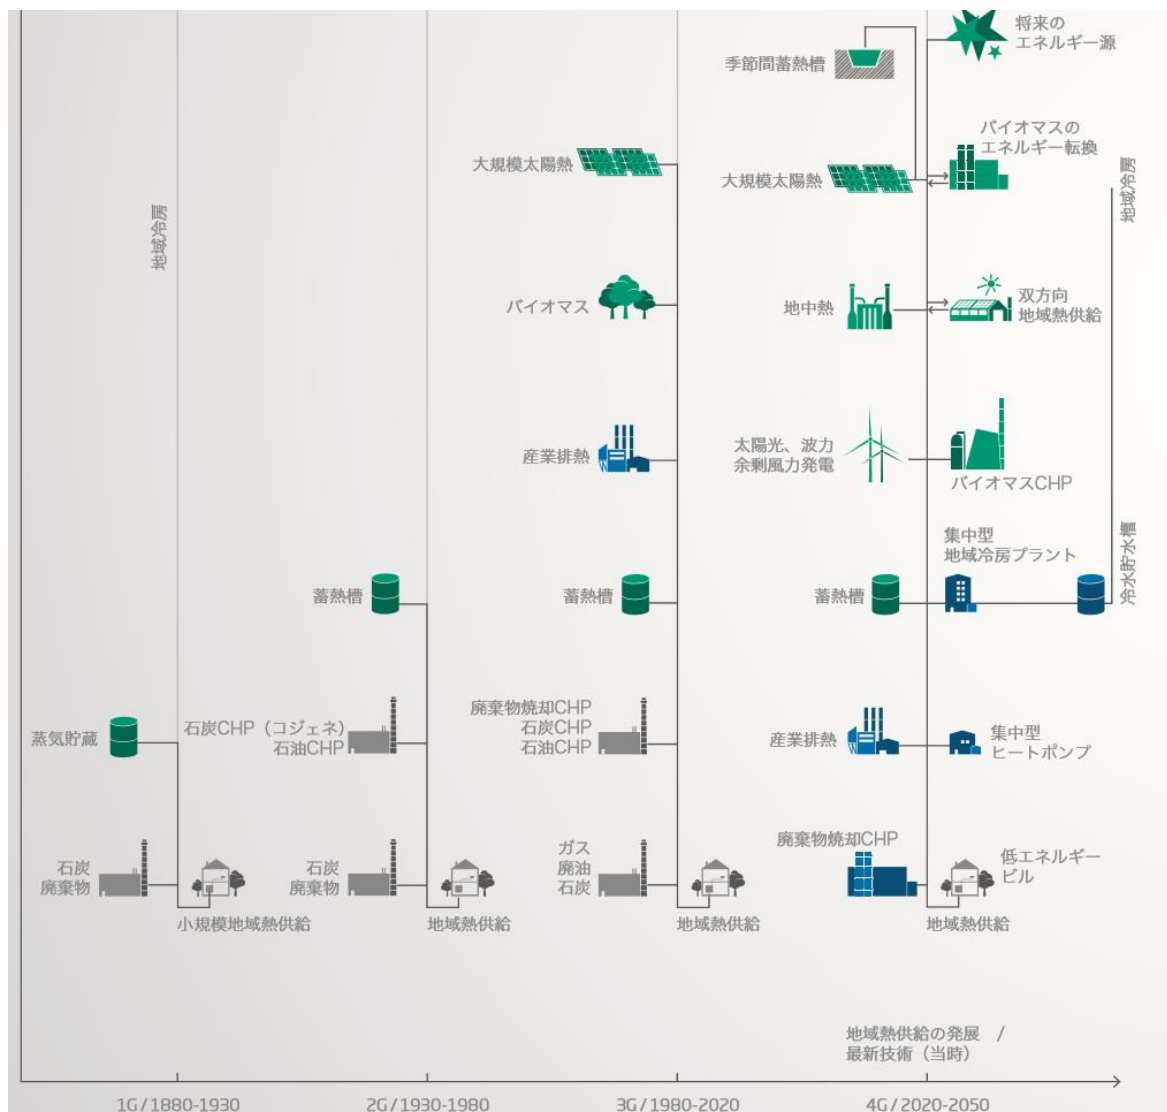 将来の
エネルギー源
季節間蓄熱槽
バイオマスの
エネルギー転換
大規模太陽熱
大規模太陽熱
地域冷房
地域冷房
バイオマス
地中熱
双方向
地域熱供給
産業排熱
太陽光、波力
余剰風力発電
バイオマスCHP
集中型
地域冷房プラント
冷水貯水槽
蓄熱槽
蓄熱槽
蓄熱槽
蒸気貯蔵
石炭CHP（コジェネ）
石油CHP
廃棄物焼却CHP
石炭CHP
石油CHP
産業排熱
集中型
ヒートポンプ
石炭
廃棄物
石炭
廃棄物
ガス
廃油
石炭
廃棄物焼却CHP
低エネルギー
ビル
小規模地域熱供給
地域熱供給
地域熱供給
地域熱供給
地域熱供給の発展 /
最新技術（当時）
1G/1880-1930
2G/1930-1980
3G/1980-2020
4G/2020-2050